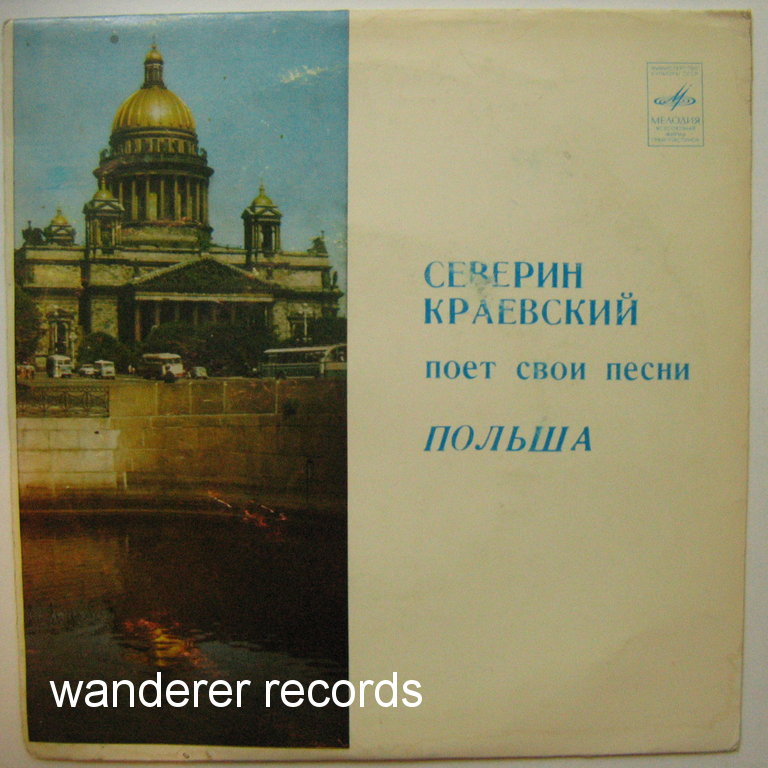 МЕЛОДИЯ
СЕВЕРИН
КРАЕВСКИЙ
поет свои песни
ПОЛЬША
wanderer records